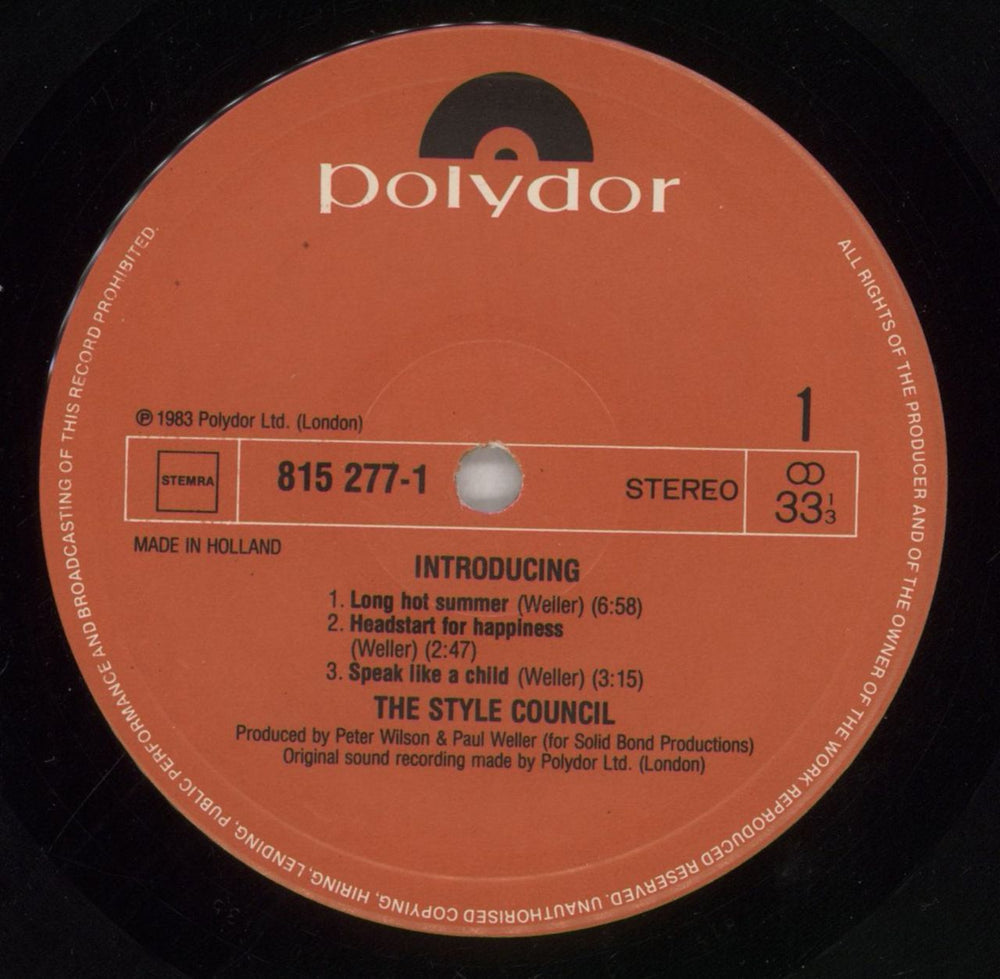 polydor
ALL RIGHTS OF THE PRODUCER AND OF THE OWNER OF THE WORK REPRODUCED RESERVED. UNAUTHORISED COPYING, HIRING, LENDING, PUBLIC PERFORMANCE AND BROADCASTING OF THIS RECORD PROHIBITED.
℗ 1983 Polydor Ltd. (London)
1
STEMRA
815 277-1
STEREO
33 1/3
MADE IN HOLLAND
INTRODUCING
1. Long hot summer (Weller) (6:58)
2. Headstart for happiness
(Weller) (2:47)
3. Speak like a child (Weller) (3:15)
THE STYLE COUNCIL
Produced by Peter Wilson & Paul Weller (for Solid Bond Productions)
Original sound recording made by Polydor Ltd. (London)